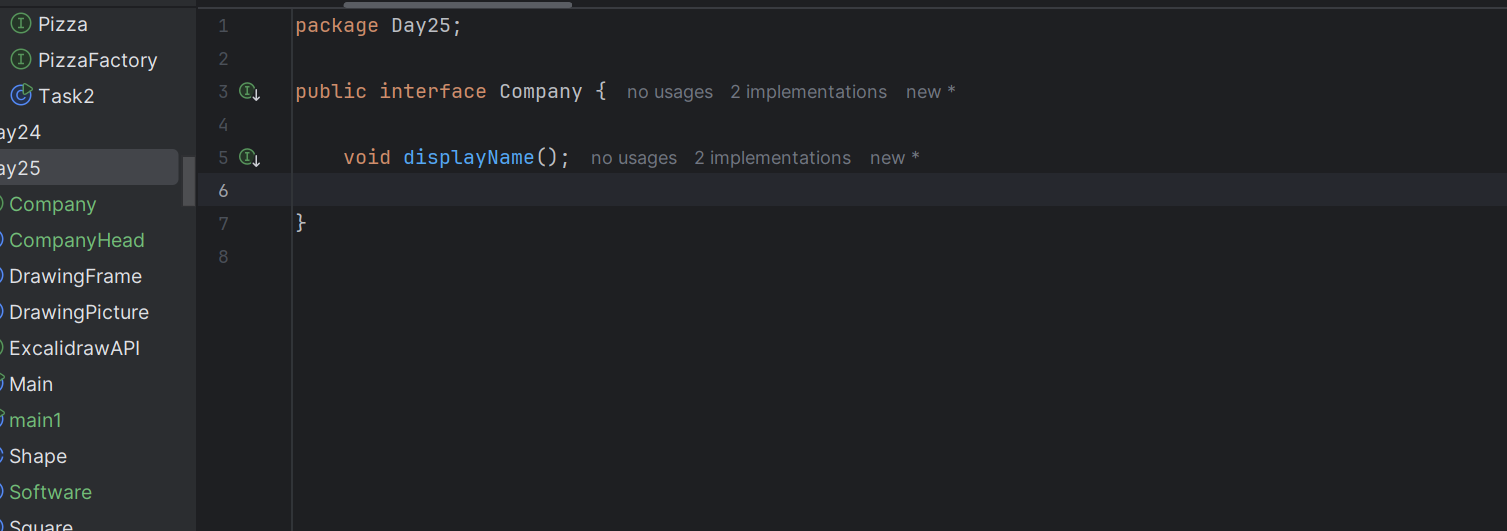 Pizza
PizzaFactory
Task2
ay24
ay25
Company
CompanyHead
DrawingFrame
DrawingPicture
ExcalidrawAPI
Main
main1
Shape
Software
Square
1 package Day25;
2
3 public interface Company { no usages 2 implementations new *
4
5 void displayName(); no usages 2 implementations new *
6
7 }
8